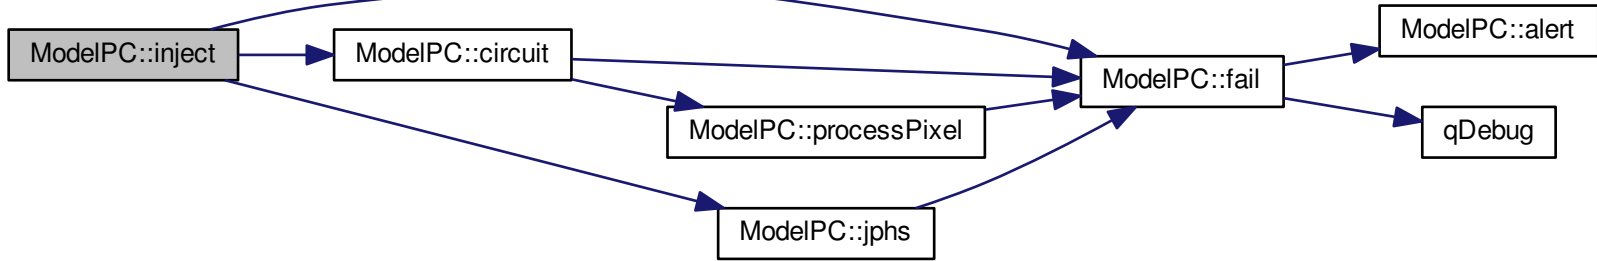 ModelPC::inject
ModelPC::circuit
ModelPC::processPixel
ModelPC::jphs
ModelPC::fail
ModelPC::alert
qDebug